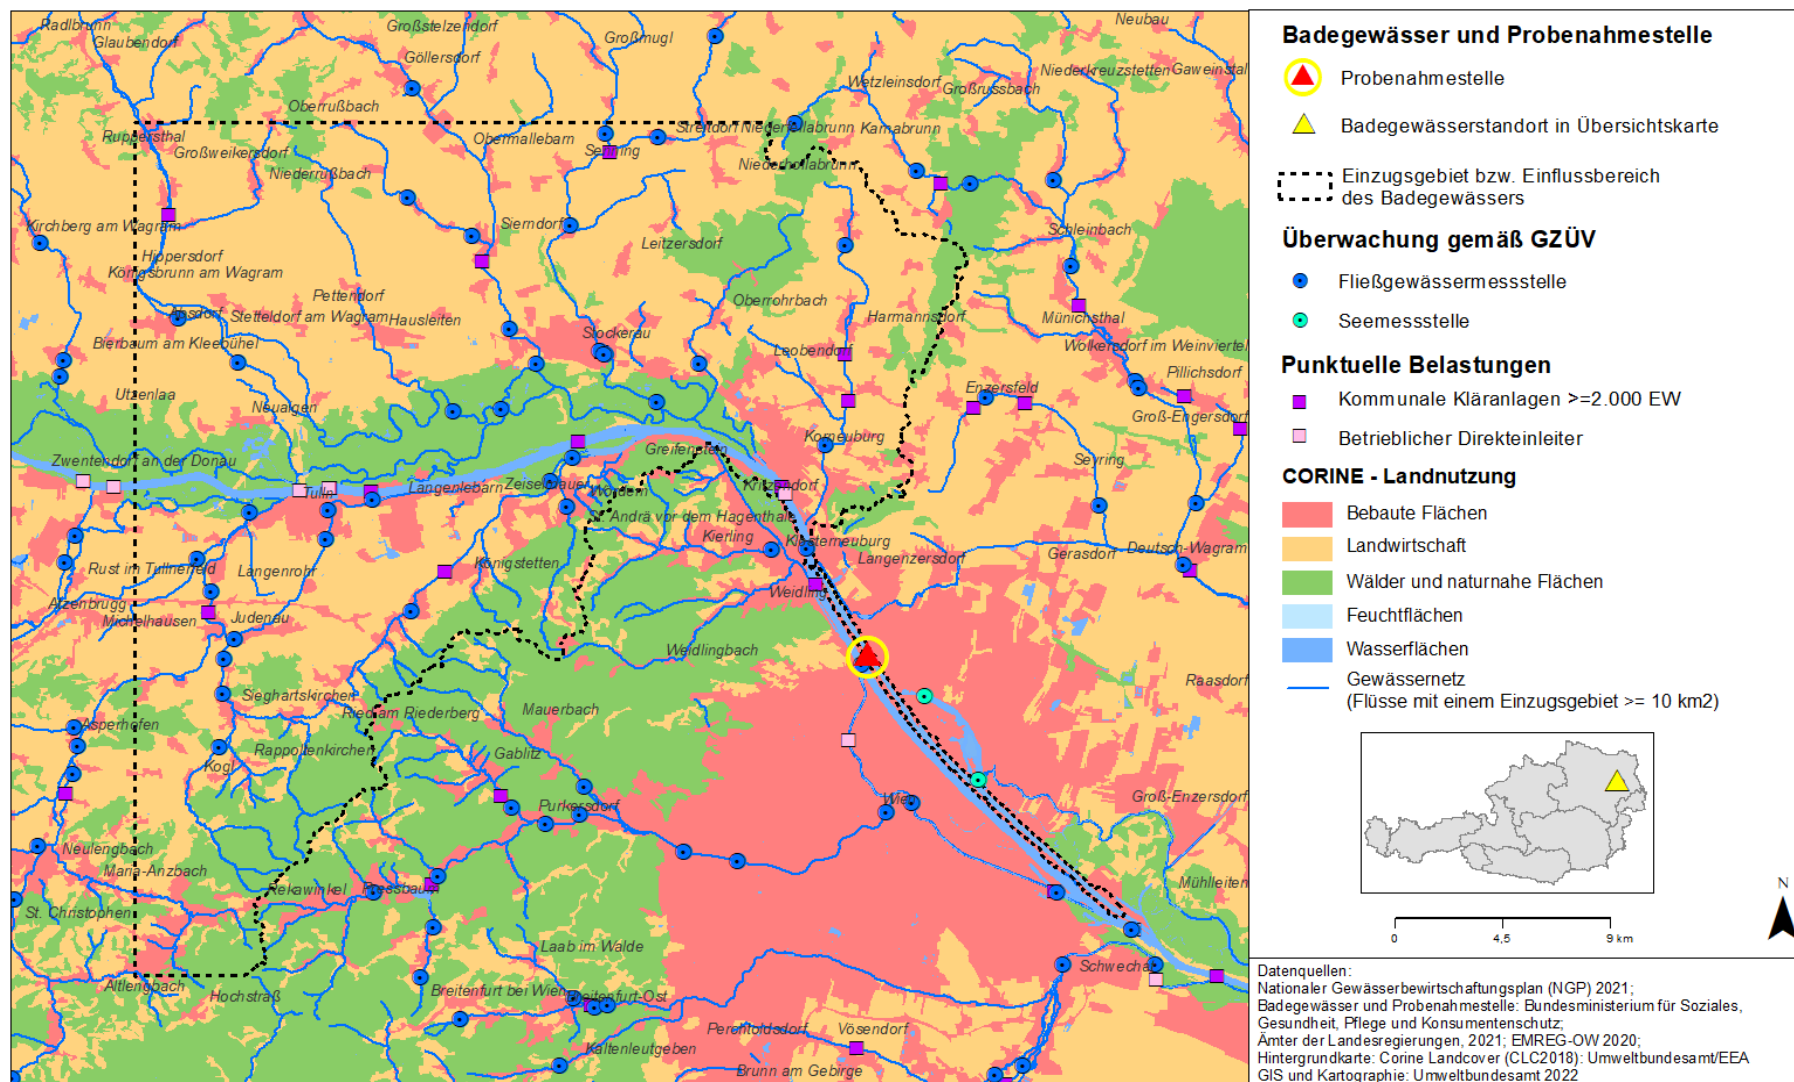 Radlbrunn
Glaubendorf
Großstelzendorf
Göllersdorf
Großmugl
Neubau
Wetzleinsdorf
Niederkreuzstetten
Gaweinstal
Großrussbach
Oberrußbach
Ruppersthal
Großweikersdorf
Obermallebarn
Senning
Streitdorf
Niederfellabrunn
Karnabrunn
Niederhollabrunn
Niederrußbach
Kirchberg am Wagram
Sierndorf
Leitzersdorf
Schleinbach
Hippersdorf
Königsbrunn am Wagram
Pettendorf
Oberrohrbach
Harmannsdorf
Münichsthal
Absdorf
Stetteldorf am Wagram
Hausleiten
Stockerau
Bierbaum am Kleebühel
Leobendorf
Wolkersdorf im Weinviertel
Pillichsdorf
Utzenlaa
Neuaigen
Enzersfeld
Groß-Engersdorf
Korneuburg
Greifenstein
Seyring
Zwentendorf an der Donau
Tulln
Langenlebarn
Zeiselmauer
Wördern
Kritzendorf
St. Andrä vor dem Hagenthale
Kierling
Klosterneuburg
Langenzersdorf
Gerasdorf
Deutsch-Wagram
Rust im Tullnerfeld
Langenrohr
Königstetten
Weidling
Atzenbrugg
Michelhausen
Judenau
Weidlingbach
Raasdorf
Sieghartskirchen
Ried am Riederberg
Mauerbach
Asperhofen
Rappoltenkirchen
Gablitz
Kogl
Purkersdorf
Wien
Groß-Enzersdorf
Neulengbach
Maria-Anzbach
Rekawinkel
Pressbaum
Mühlleiten
St. Christophen
Laab im Walde
Schwechat
Altlengbach
Hochstraß
Breitenfurt bei Wien
Breitenfurt-Ost
Perchtoldsdorf
Vösendorf
Kaltenleutgeben
Brunn am Gebirge
Badegewässer und Probenahmestelle
Probenahmestelle
Badegewässerstandort in Übersichtskarte
Einzugsgebiet bzw. Einflussbereich
des Badegewässers
Überwachung gemäß GZÜV
Fließgewässermessstelle
Seemessstelle
Punktuelle Belastungen
Kommunale Kläranlagen >=2.000 EW
Betrieblicher Direkteinleiter
CORINE - Landnutzung
Bebaute Flächen
Landwirtschaft
Wälder und naturnahe Flächen
Feuchtflächen
Wasserflächen
Gewässernetz
(Flüsse mit einem Einzugsgebiet >= 10 km2)
N
0 4,5 9 km
Datenquellen:
Nationaler Gewässerbewirtschaftungsplan (NGP) 2021;
Badegewässer und Probenahmestelle: Bundesministerium für Soziales,
Gesundheit, Pflege und Konsumentenschutz;
Ämter der Landesregierungen, 2021; EMREG-OW 2020;
Hintergrundkarte: Corine Landcover (CLC2018): Umweltbundesamt/EEA
GIS und Kartographie: Umweltbundesamt 2022